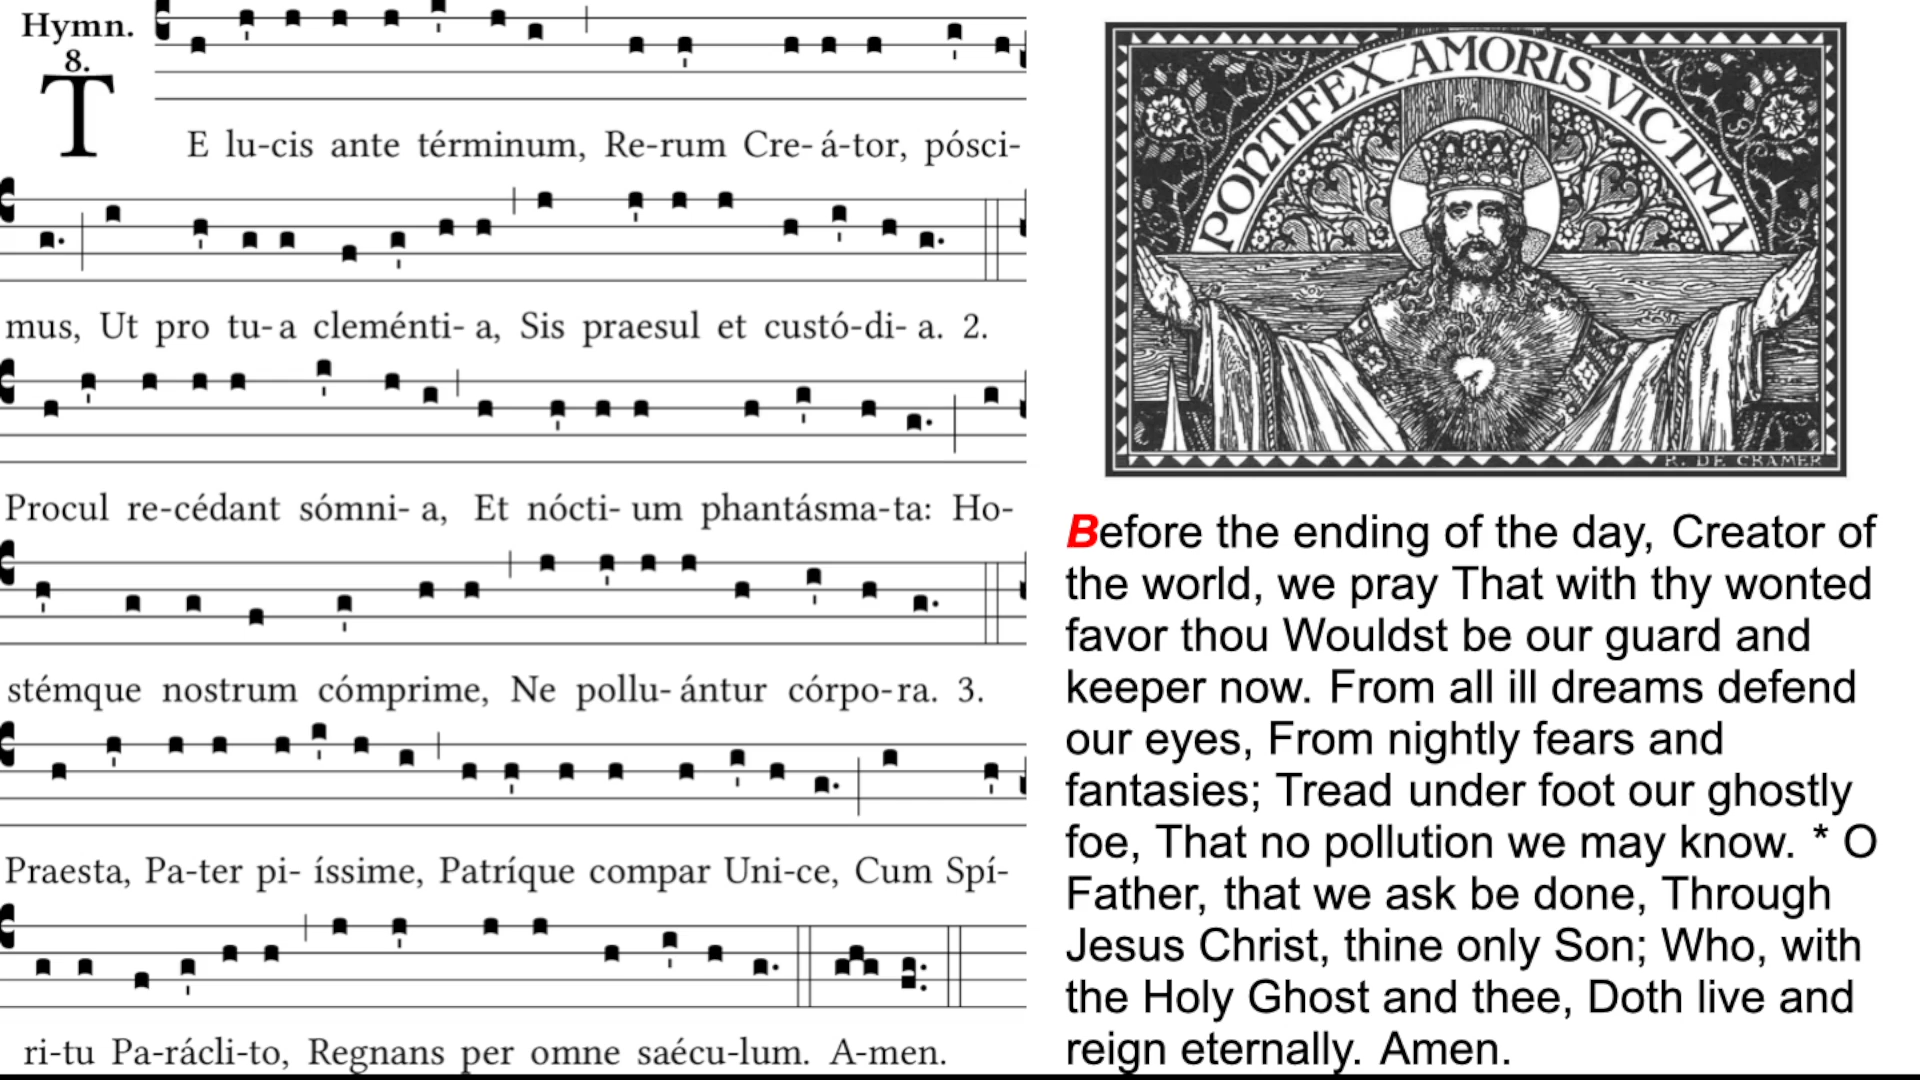 Hymn.
8.
TE lu-cis ante términum, Re-rum Cre- á-tor, pósci-
mus, Ut pro tu- a cleménti- a, Sis praesul et custó-di- a. 2.
Procul re-cédant sómni- a, Et nócti- um phantásma-ta: Ho-
stémque nostrum cómprime, Ne pollu- ántur córpo-ra. 3.
Praesta, Pa-ter pi- íssime, Patríque compar Uni-ce, Cum Spí-
ri-tu Pa-rácli-to, Regnans per omne saécu-lum. A-men.
PONTIFEX AMORIS VICTIMA
R. DE CRAMER
Before the ending of the day, Creator of
the world, we pray That with thy wonted
favor thou Wouldst be our guard and
keeper now. From all ill dreams defend
our eyes, From nightly fears and
fantasies; Tread under foot our ghostly
foe, That no pollution we may know. * O
Father, that we ask be done, Through
Jesus Christ, thine only Son; Who, with
the Holy Ghost and thee, Doth live and
reign eternally. Amen.